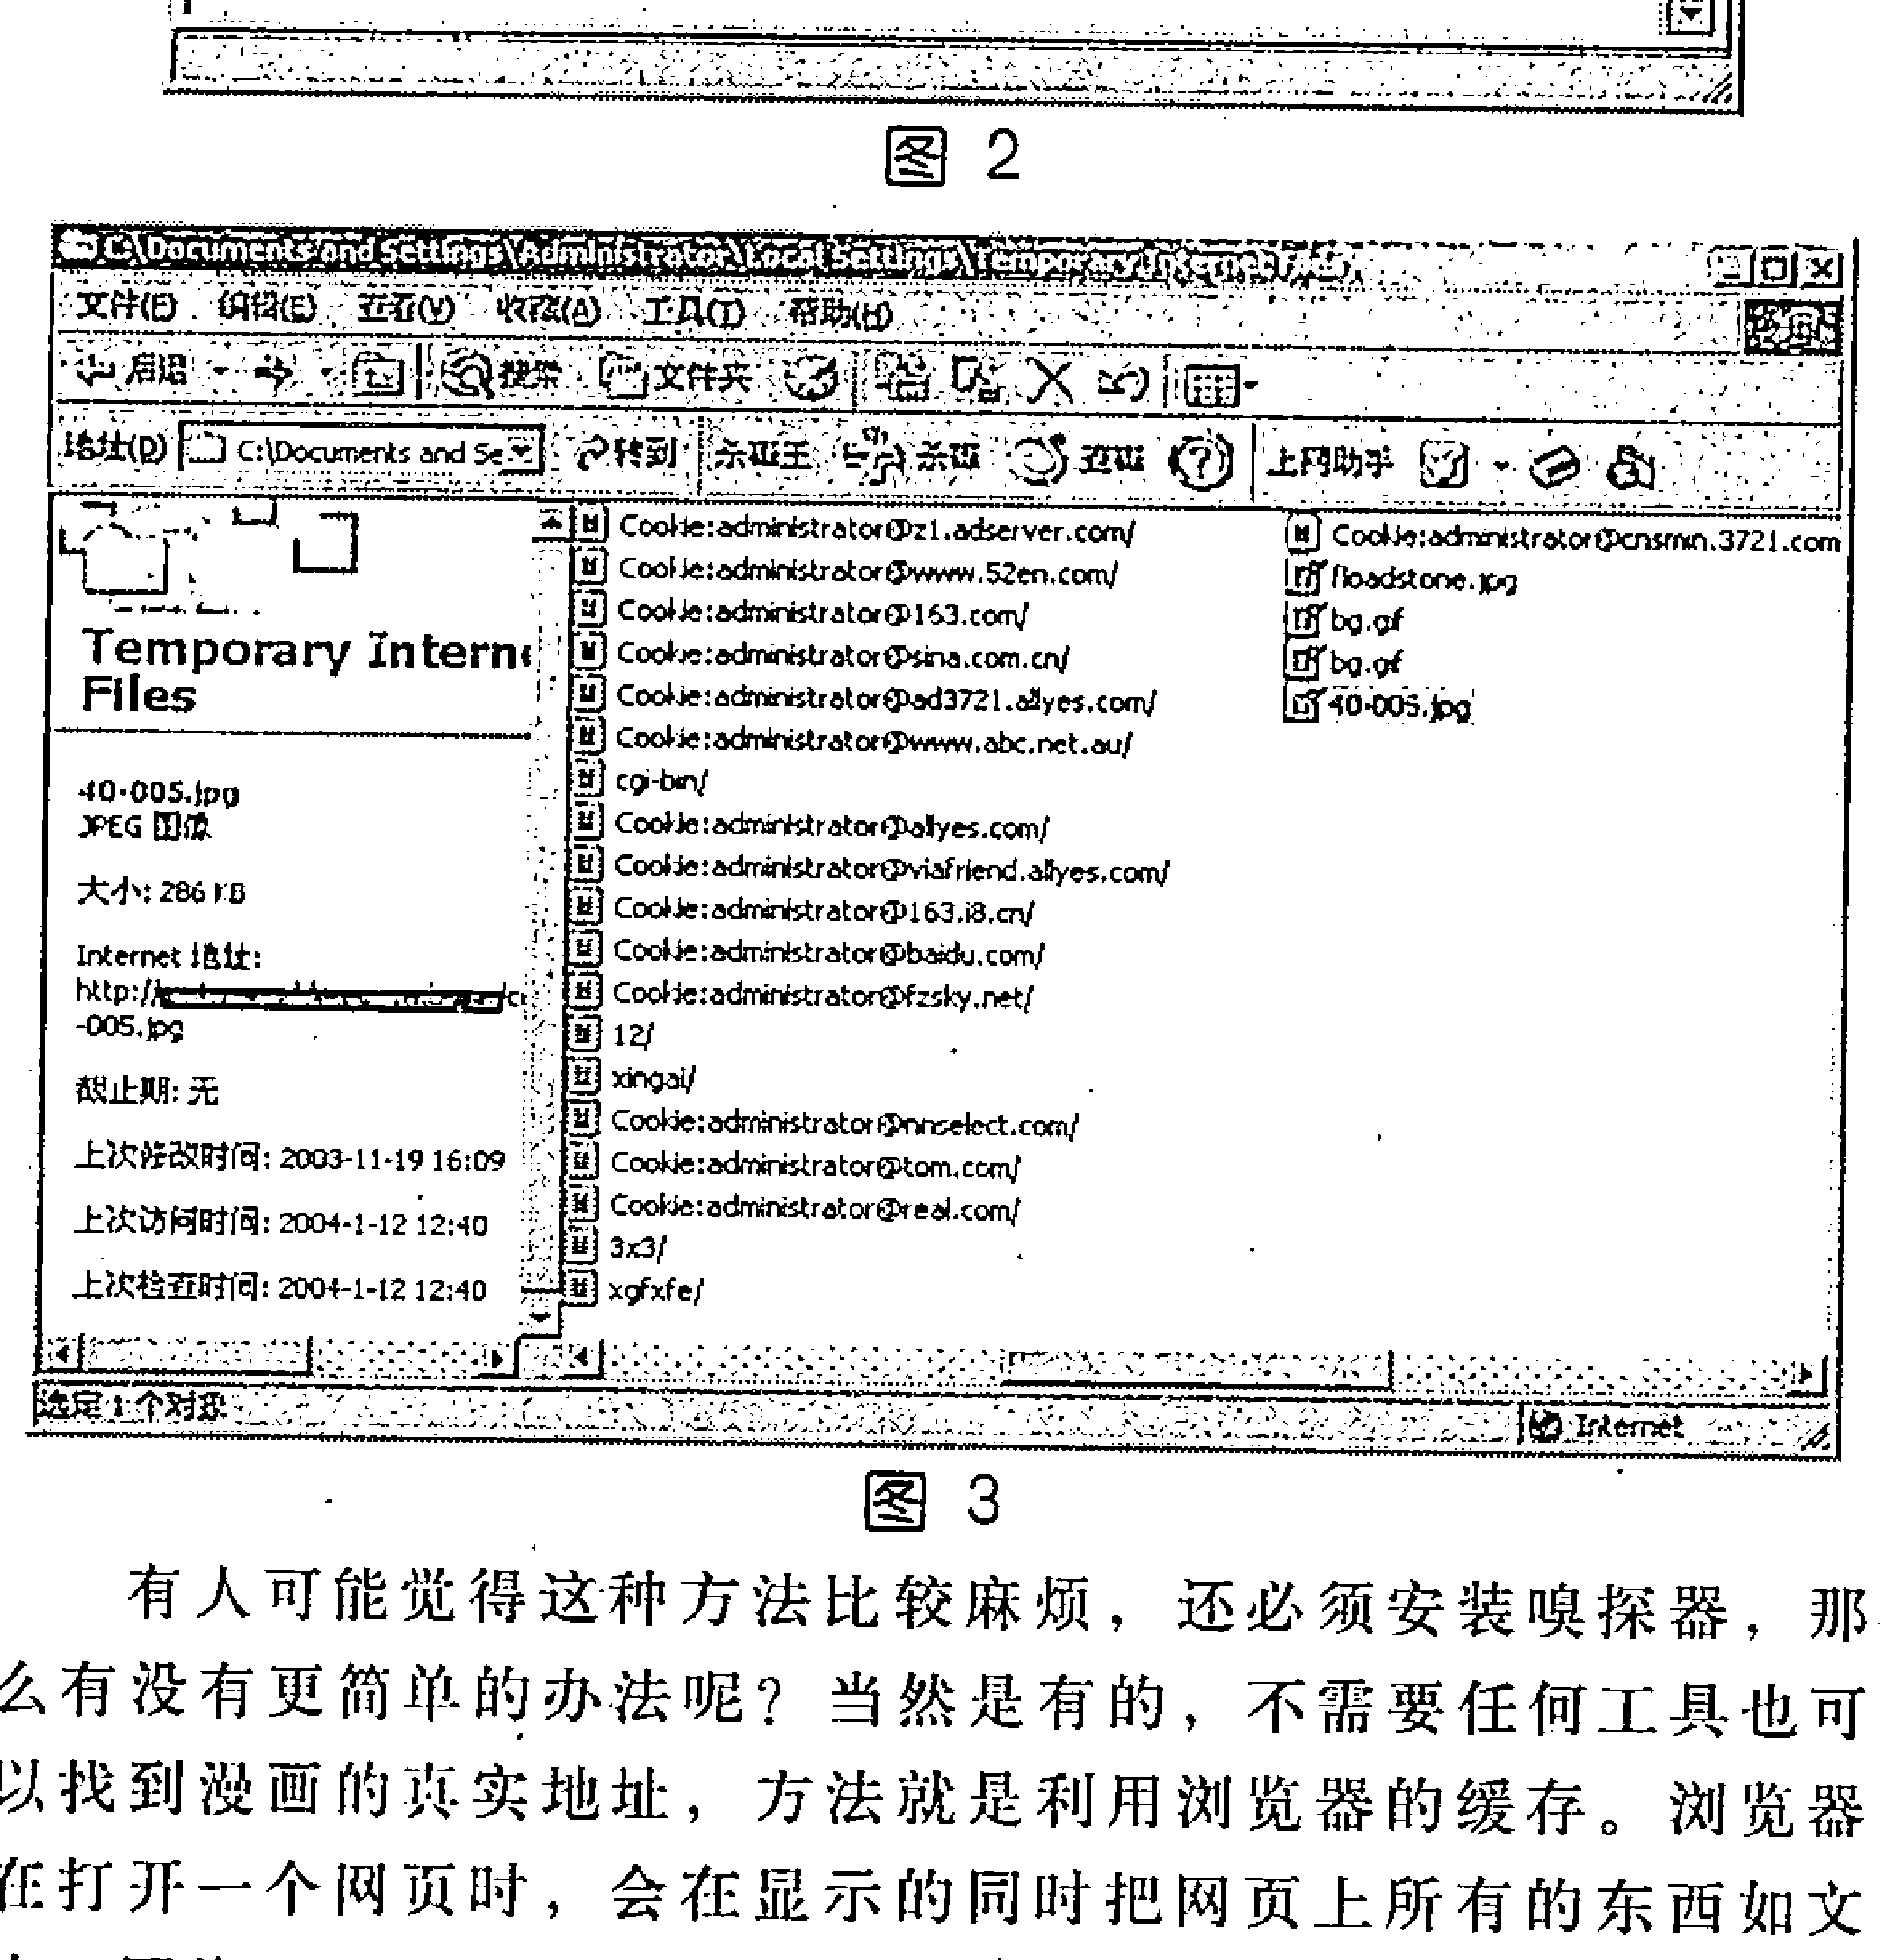 图 2
C:\Documents and Settings\Administrator\Local Settings\Temporary Internet Files
文件(F) 编辑(E) 查看(V) 收藏(A) 工具(T) 帮助(H)
后退 搜索 文件夹
地址(D) C:\Documents and Se 转到 上网助手
Temporary Interne
Files
40-005.jpg
JPEG 图像
大小: 286 KB
Internet 地址:
http://
-005.jpg
截止期: 无
上次修改时间: 2003-11-19 16:09
上次访问时间: 2004-1-12 12:40
上次检查时间: 2004-1-12 12:40
Cookie:administrator@z1.adserver.com/
Cookie:administrator@www.52en.com/
Cookie:administrator@163.com/
Cookie:administrator@sina.com.cn/
Cookie:administrator@ad3721.allyes.com/
Cookie:administrator@www.abc.net.au/
cgi-bin/
Cookie:administrator@allyes.com/
Cookie:administrator@viafriend.allyes.com/
Cookie:administrator@163.i8.cn/
Cookie:administrator@baidu.com/
Cookie:administrator@fzsky.net/
12/
xingai/
Cookie:administrator@nnselect.com/
Cookie:administrator@tom.com/
Cookie:administrator@real.com/
3x3/
xgfxfe/
Cookie:administrator@cnsmin.3721.com
floadstone.jpg
bg.gif
bg.gif
40-005.jpg
选定 1 个对象
Internet
图 3
有人可能觉得这种方法比较麻烦，还必须安装嗅探器，那
么有没有更简单的办法呢？当然是有的，不需要任何工具也可
以找到漫画的真实地址，方法就是利用浏览器的缓存。浏览器
在打开一个网页时，会在显示的同时把网页上所有的东西如文